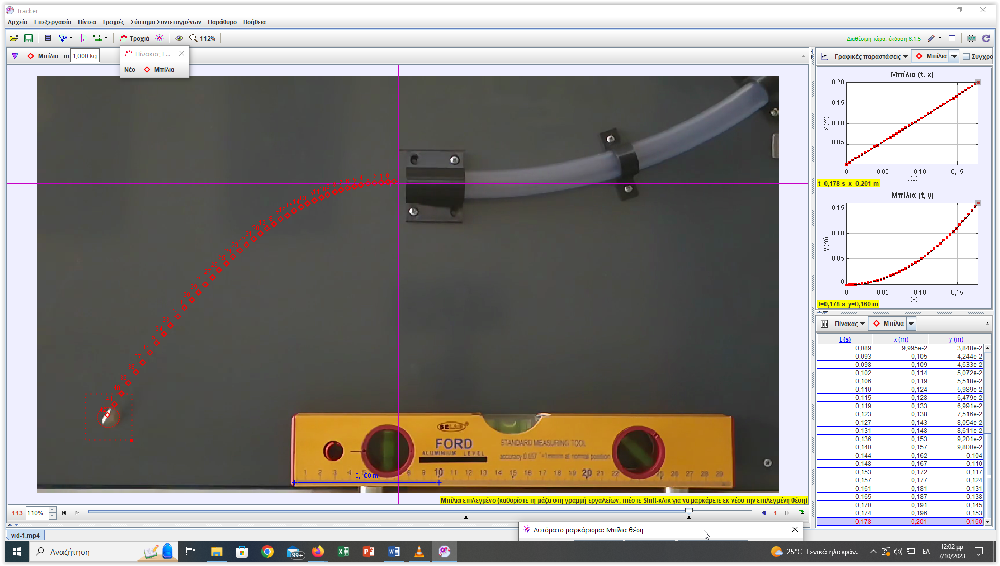 Tracker
Αρχείο Επεξεργασία Βίντεο Τροχιές Σύστημα Συντεταγμένων Παράθυρο Βοήθεια
Τροχιά 112% Διαθέσιμη τώρα: έκδοση 6.1.5
Μπίλια m 1,000 kg
Πίνακας Ε...
Νέο Μπίλια
Γραφικές παραστάσεις Μπίλια Συγχρο
Μπίλια (t, x)
0,20
0,15
0,10
0,05
x (m)
0 0,05 0,10 0,15
t (s)
t=0,178 s x=0,201 m
Μπίλια (t, y)
0,15
0,10
0,05
0
y (m)
0 0,05 0,10 0,15
t (s)
t=0,178 s y=0,160 m
Πίνακας Μπίλια
t (s) x (m) y (m)
0,089 9,995e-2 3,848e-2
0,093 0,105 4,244e-2
0,098 0,109 4,633e-2
0,102 0,114 5,072e-2
0,106 0,119 5,518e-2
0,110 0,124 5,989e-2
0,115 0,128 6,479e-2
0,119 0,133 6,991e-2
0,123 0,138 7,516e-2
0,127 0,143 8,054e-2
0,131 0,148 8,611e-2
0,136 0,153 9,201e-2
0,140 0,157 9,800e-2
0,144 0,162 0,104
0,148 0,167 0,110
0,153 0,172 0,117
0,157 0,177 0,124
0,161 0,181 0,131
0,165 0,187 0,138
0,170 0,191 0,145
0,174 0,196 0,153
0,178 0,201 0,160
FORD
ALUMINIUM LEVEL
STANDARD MEASURING TOOL
1 2 3 4 8 9 10 11 12 13 14 15 16 17 18 19 20 21 22 25 26 27 28 29
0,100 m
Μπίλια επιλεγμένο (καθορίστε τη μάζα στη γραμμή εργαλείων, πιέστε Shift-κλικ για να μαρκάρετε εκ νέου την επιλεγμένη θέση)
113 110% 1
Αυτόματο μαρκάρισμα: Μπίλια θέση
vid-1.mp4
Αναζήτηση 99+ 25°C Γενικά ηλιοφάν. ΕΛ
12:02 μμ
7/10/2023